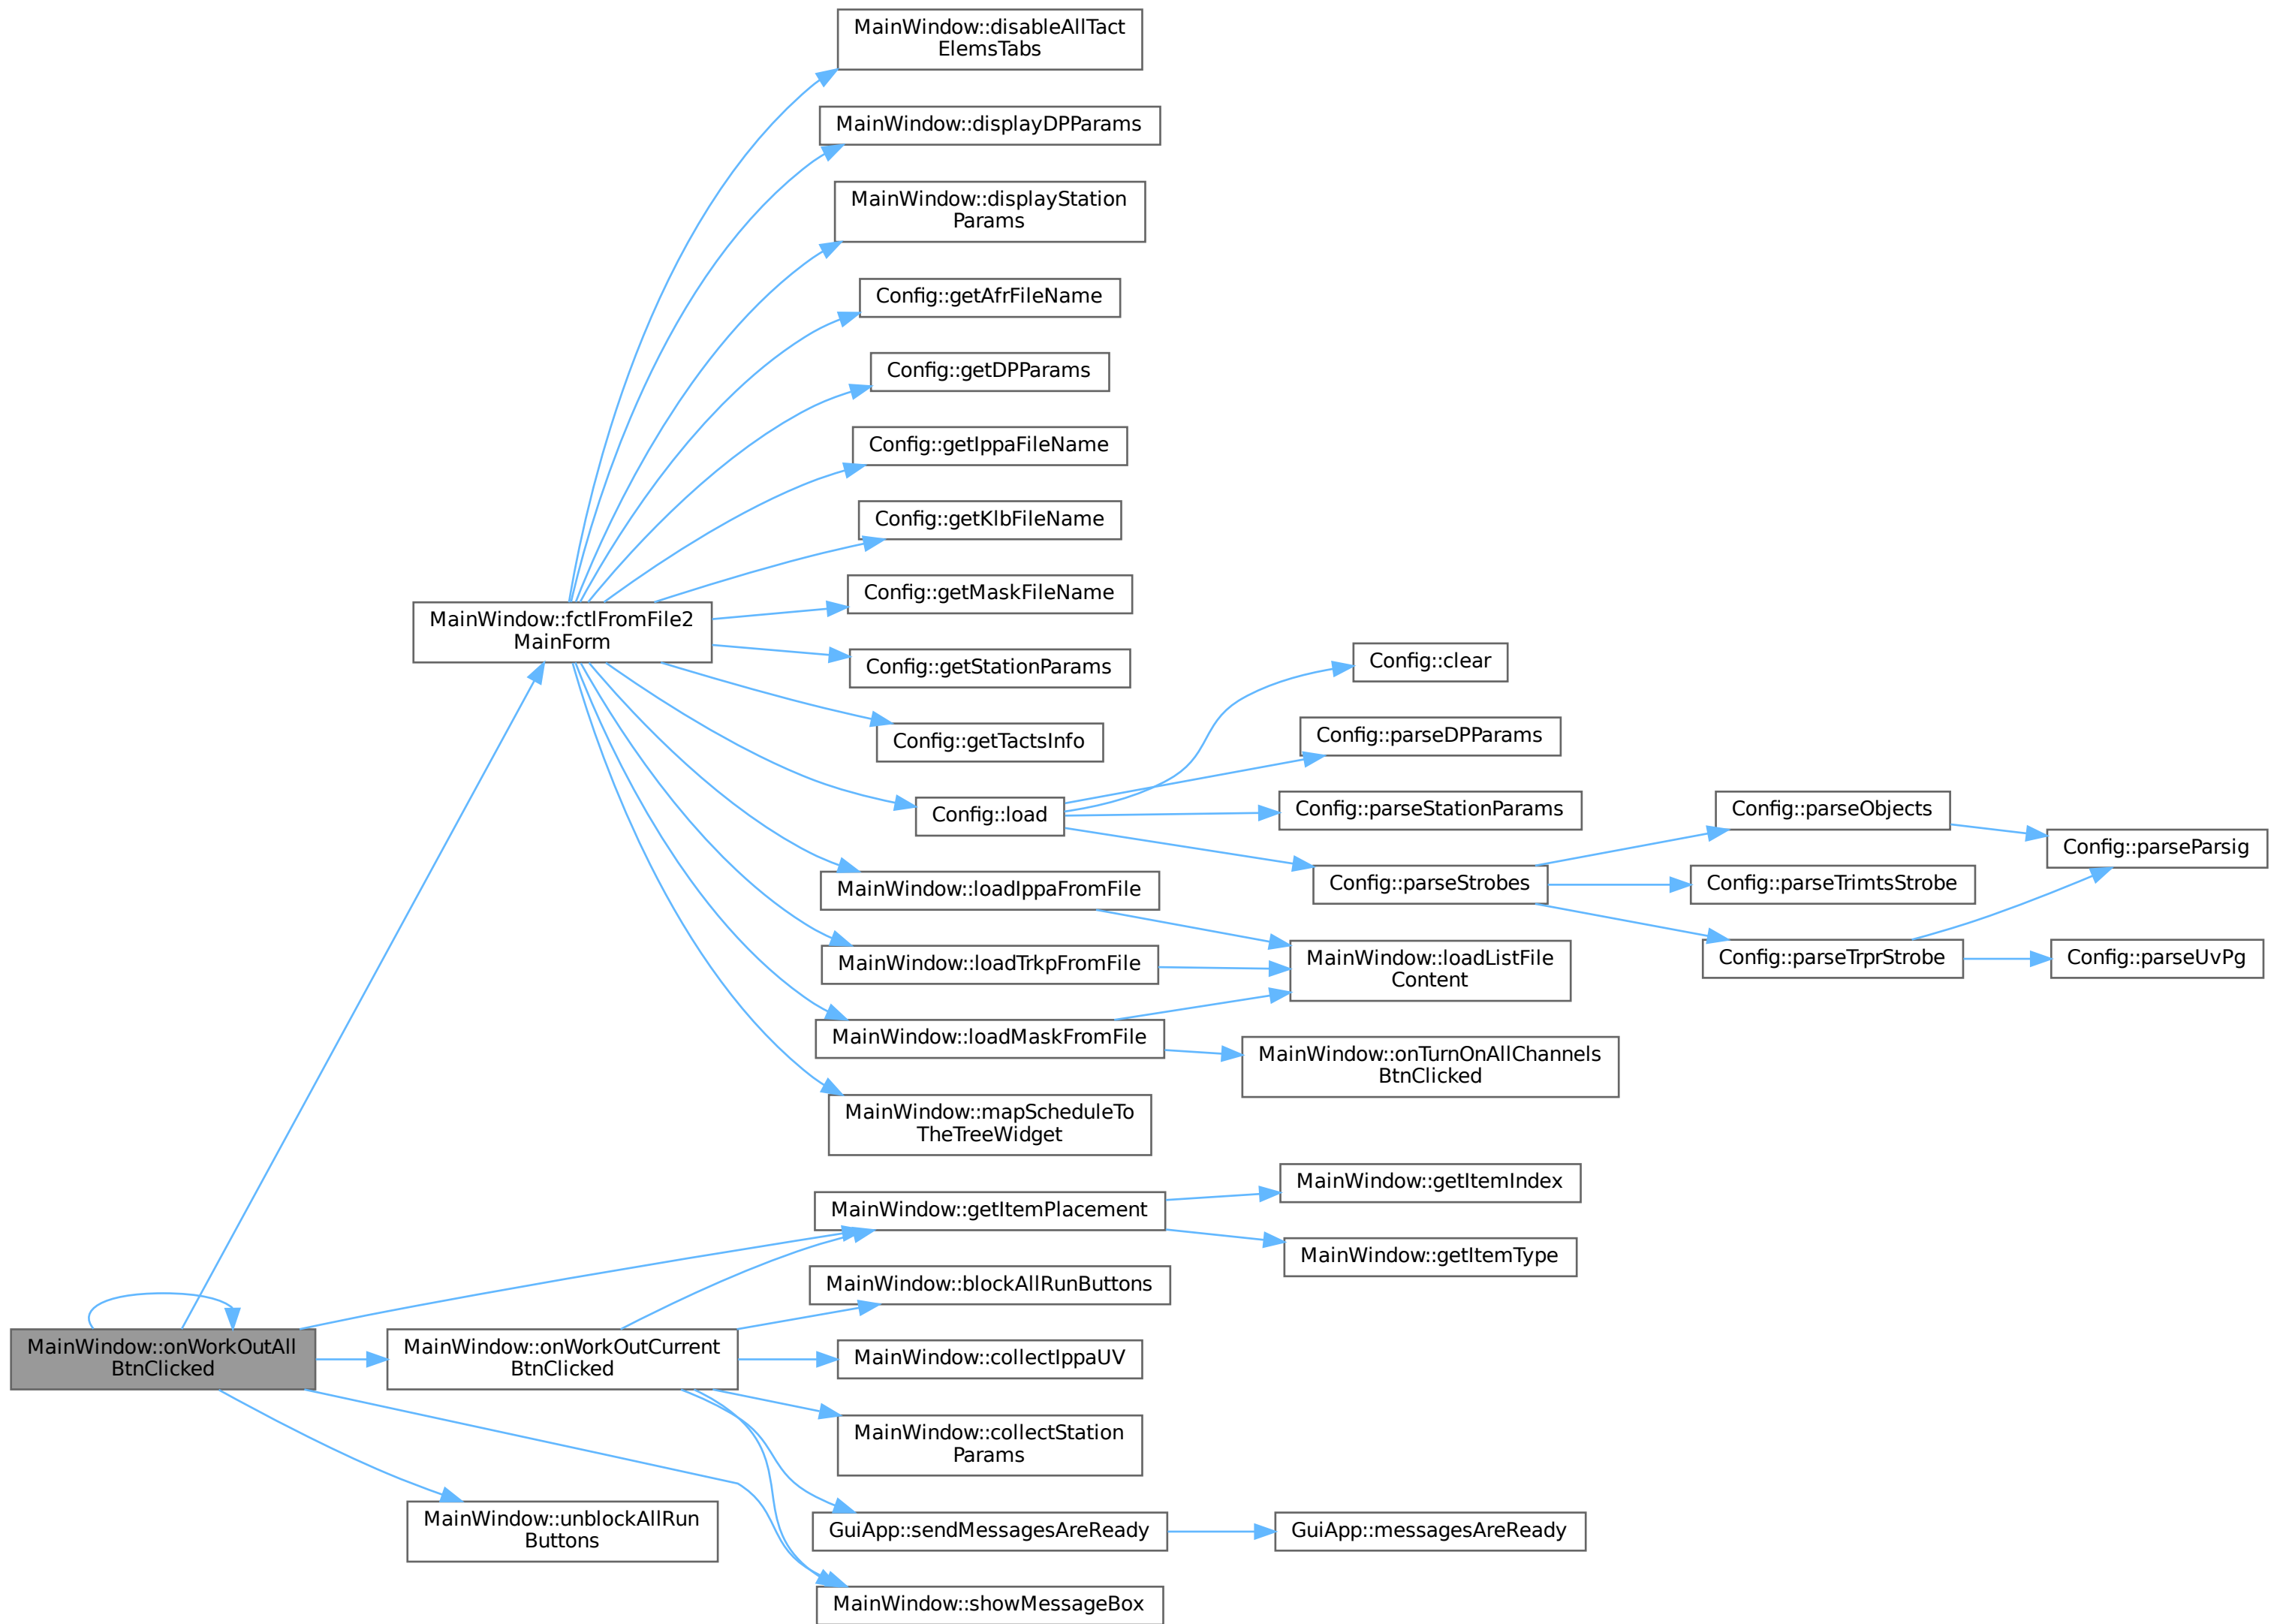 MainWindow::disableAllTact
ElemsTabs
MainWindow::displayDPParams
MainWindow::displayStation
Params
Config::getAfrFileName
Config::getDPParams
Config::getIppaFileName
Config::getKlbFileName
Config::getMaskFileName
MainWindow::fctlFromFile2
MainForm
Config::getStationParams
Config::clear
Config::getTactsInfo
Config::parseDPParams
Config::load
Config::parseStationParams
Config::parseObjects
Config::parseParsig
MainWindow::loadIppaFromFile
Config::parseStrobes
Config::parseTrimtsStrobe
MainWindow::loadTrkpFromFile
MainWindow::loadListFile
Content
Config::parseTrprStrobe
Config::parseUvPg
MainWindow::loadMaskFromFile
MainWindow::onTurnOnAllChannels
BtnClicked
MainWindow::mapScheduleTo
TheTreeWidget
MainWindow::getItemPlacement
MainWindow::getItemIndex
MainWindow::getItemType
MainWindow::blockAllRunButtons
MainWindow::onWorkOutAll
BtnClicked
MainWindow::onWorkOutCurrent
BtnClicked
MainWindow::collectIppaUV
MainWindow::collectStation
Params
MainWindow::unblockAllRun
Buttons
GuiApp::sendMessagesAreReady
GuiApp::messagesAreReady
MainWindow::showMessageBox